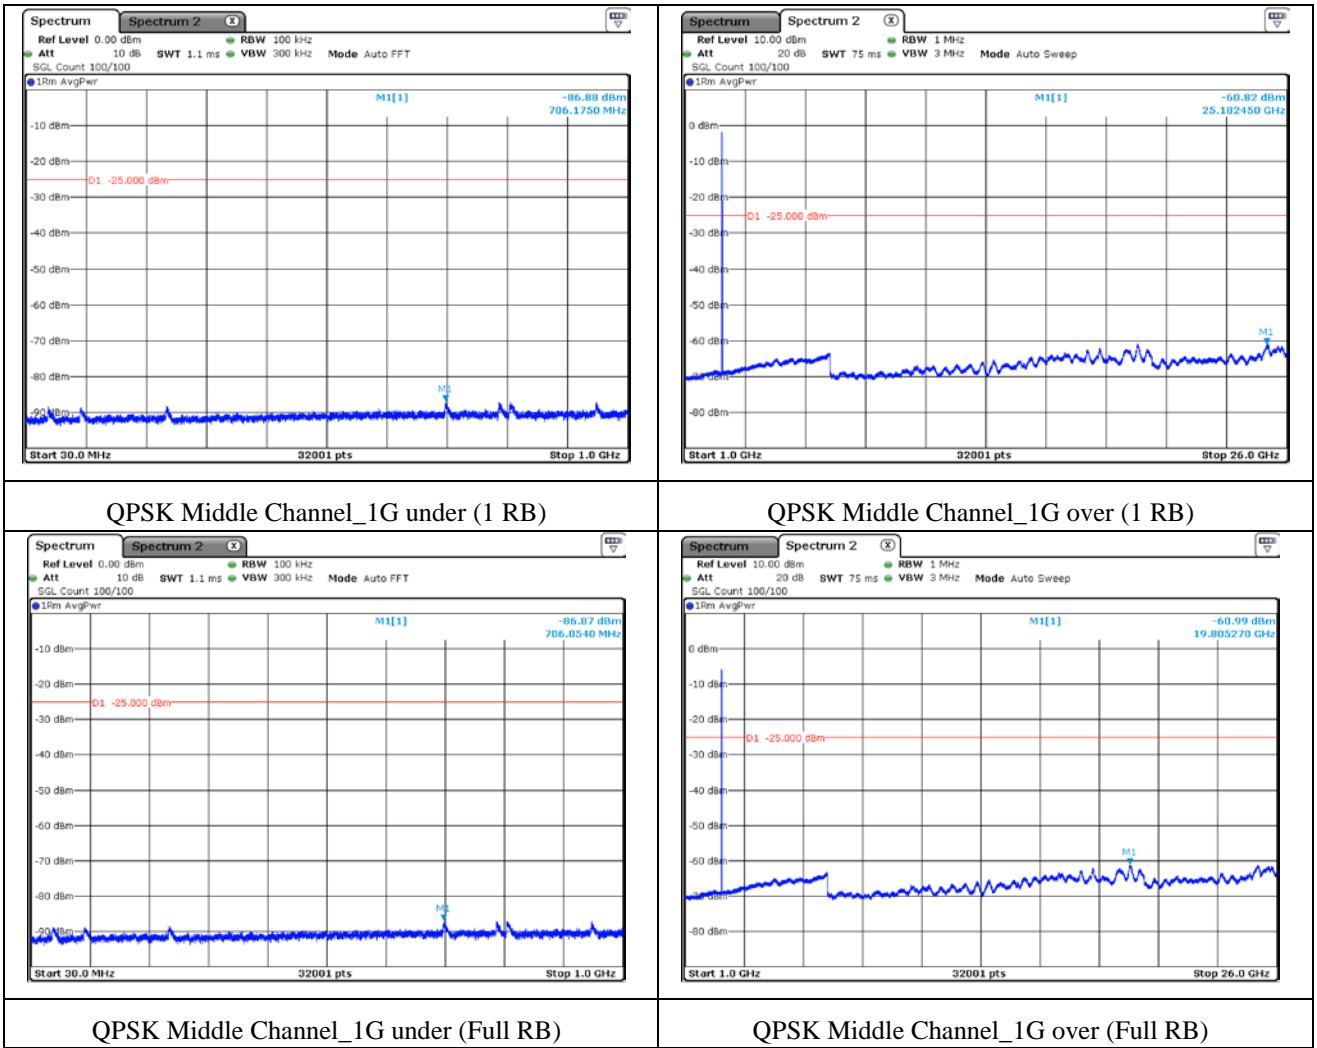 Spectrum Spectrum 2 X
Ref Level 0.00 dBm RBW 100 kHz
Att 10 dB SWT 1.1 ms VBW 300 kHz Mode Auto FFT
SGL Count 100/100
1Rm AvgPwr
M1[1] -86.88 dBm
706.1750 MHz
-10 dBm
-20 dBm
D1 -25.000 dBm
-30 dBm
-40 dBm
-50 dBm
-60 dBm
-70 dBm
-80 dBm
M1
-90 dBm
Start 30.0 MHz 32001 pts Stop 1.0 GHz
QPSK Middle Channel_1G under (1 RB)
Spectrum Spectrum 2 X
Ref Level 10.00 dBm RBW 1 MHz
Att 20 dB SWT 75 ms VBW 3 MHz Mode Auto Sweep
SGL Count 100/100
1Rm AvgPwr
M1[1] -60.82 dBm
25.182450 GHz
0 dBm
-10 dBm
-20 dBm
D1 -25.000 dBm
-30 dBm
-40 dBm
-50 dBm
M1
-60 dBm
-70 dBm
-80 dBm
Start 1.0 GHz 32001 pts Stop 26.0 GHz
QPSK Middle Channel_1G over (1 RB)
Spectrum Spectrum 2 X
Ref Level 0.00 dBm RBW 100 kHz
Att 10 dB SWT 1.1 ms VBW 300 kHz Mode Auto FFT
SGL Count 100/100
1Rm AvgPwr
M1[1] -86.87 dBm
706.0540 MHz
-10 dBm
-20 dBm
D1 -25.000 dBm
-30 dBm
-40 dBm
-50 dBm
-60 dBm
-70 dBm
-80 dBm
M1
-90 dBm
Start 30.0 MHz 32001 pts Stop 1.0 GHz
QPSK Middle Channel_1G under (Full RB)
Spectrum Spectrum 2 X
Ref Level 10.00 dBm RBW 1 MHz
Att 20 dB SWT 75 ms VBW 3 MHz Mode Auto Sweep
SGL Count 100/100
1Rm AvgPwr
M1[1] -60.99 dBm
19.805270 GHz
0 dBm
-10 dBm
-20 dBm
D1 -25.000 dBm
-30 dBm
-40 dBm
-50 dBm
M1
-60 dBm
-70 dBm
-80 dBm
Start 1.0 GHz 32001 pts Stop 26.0 GHz
QPSK Middle Channel_1G over (Full RB)